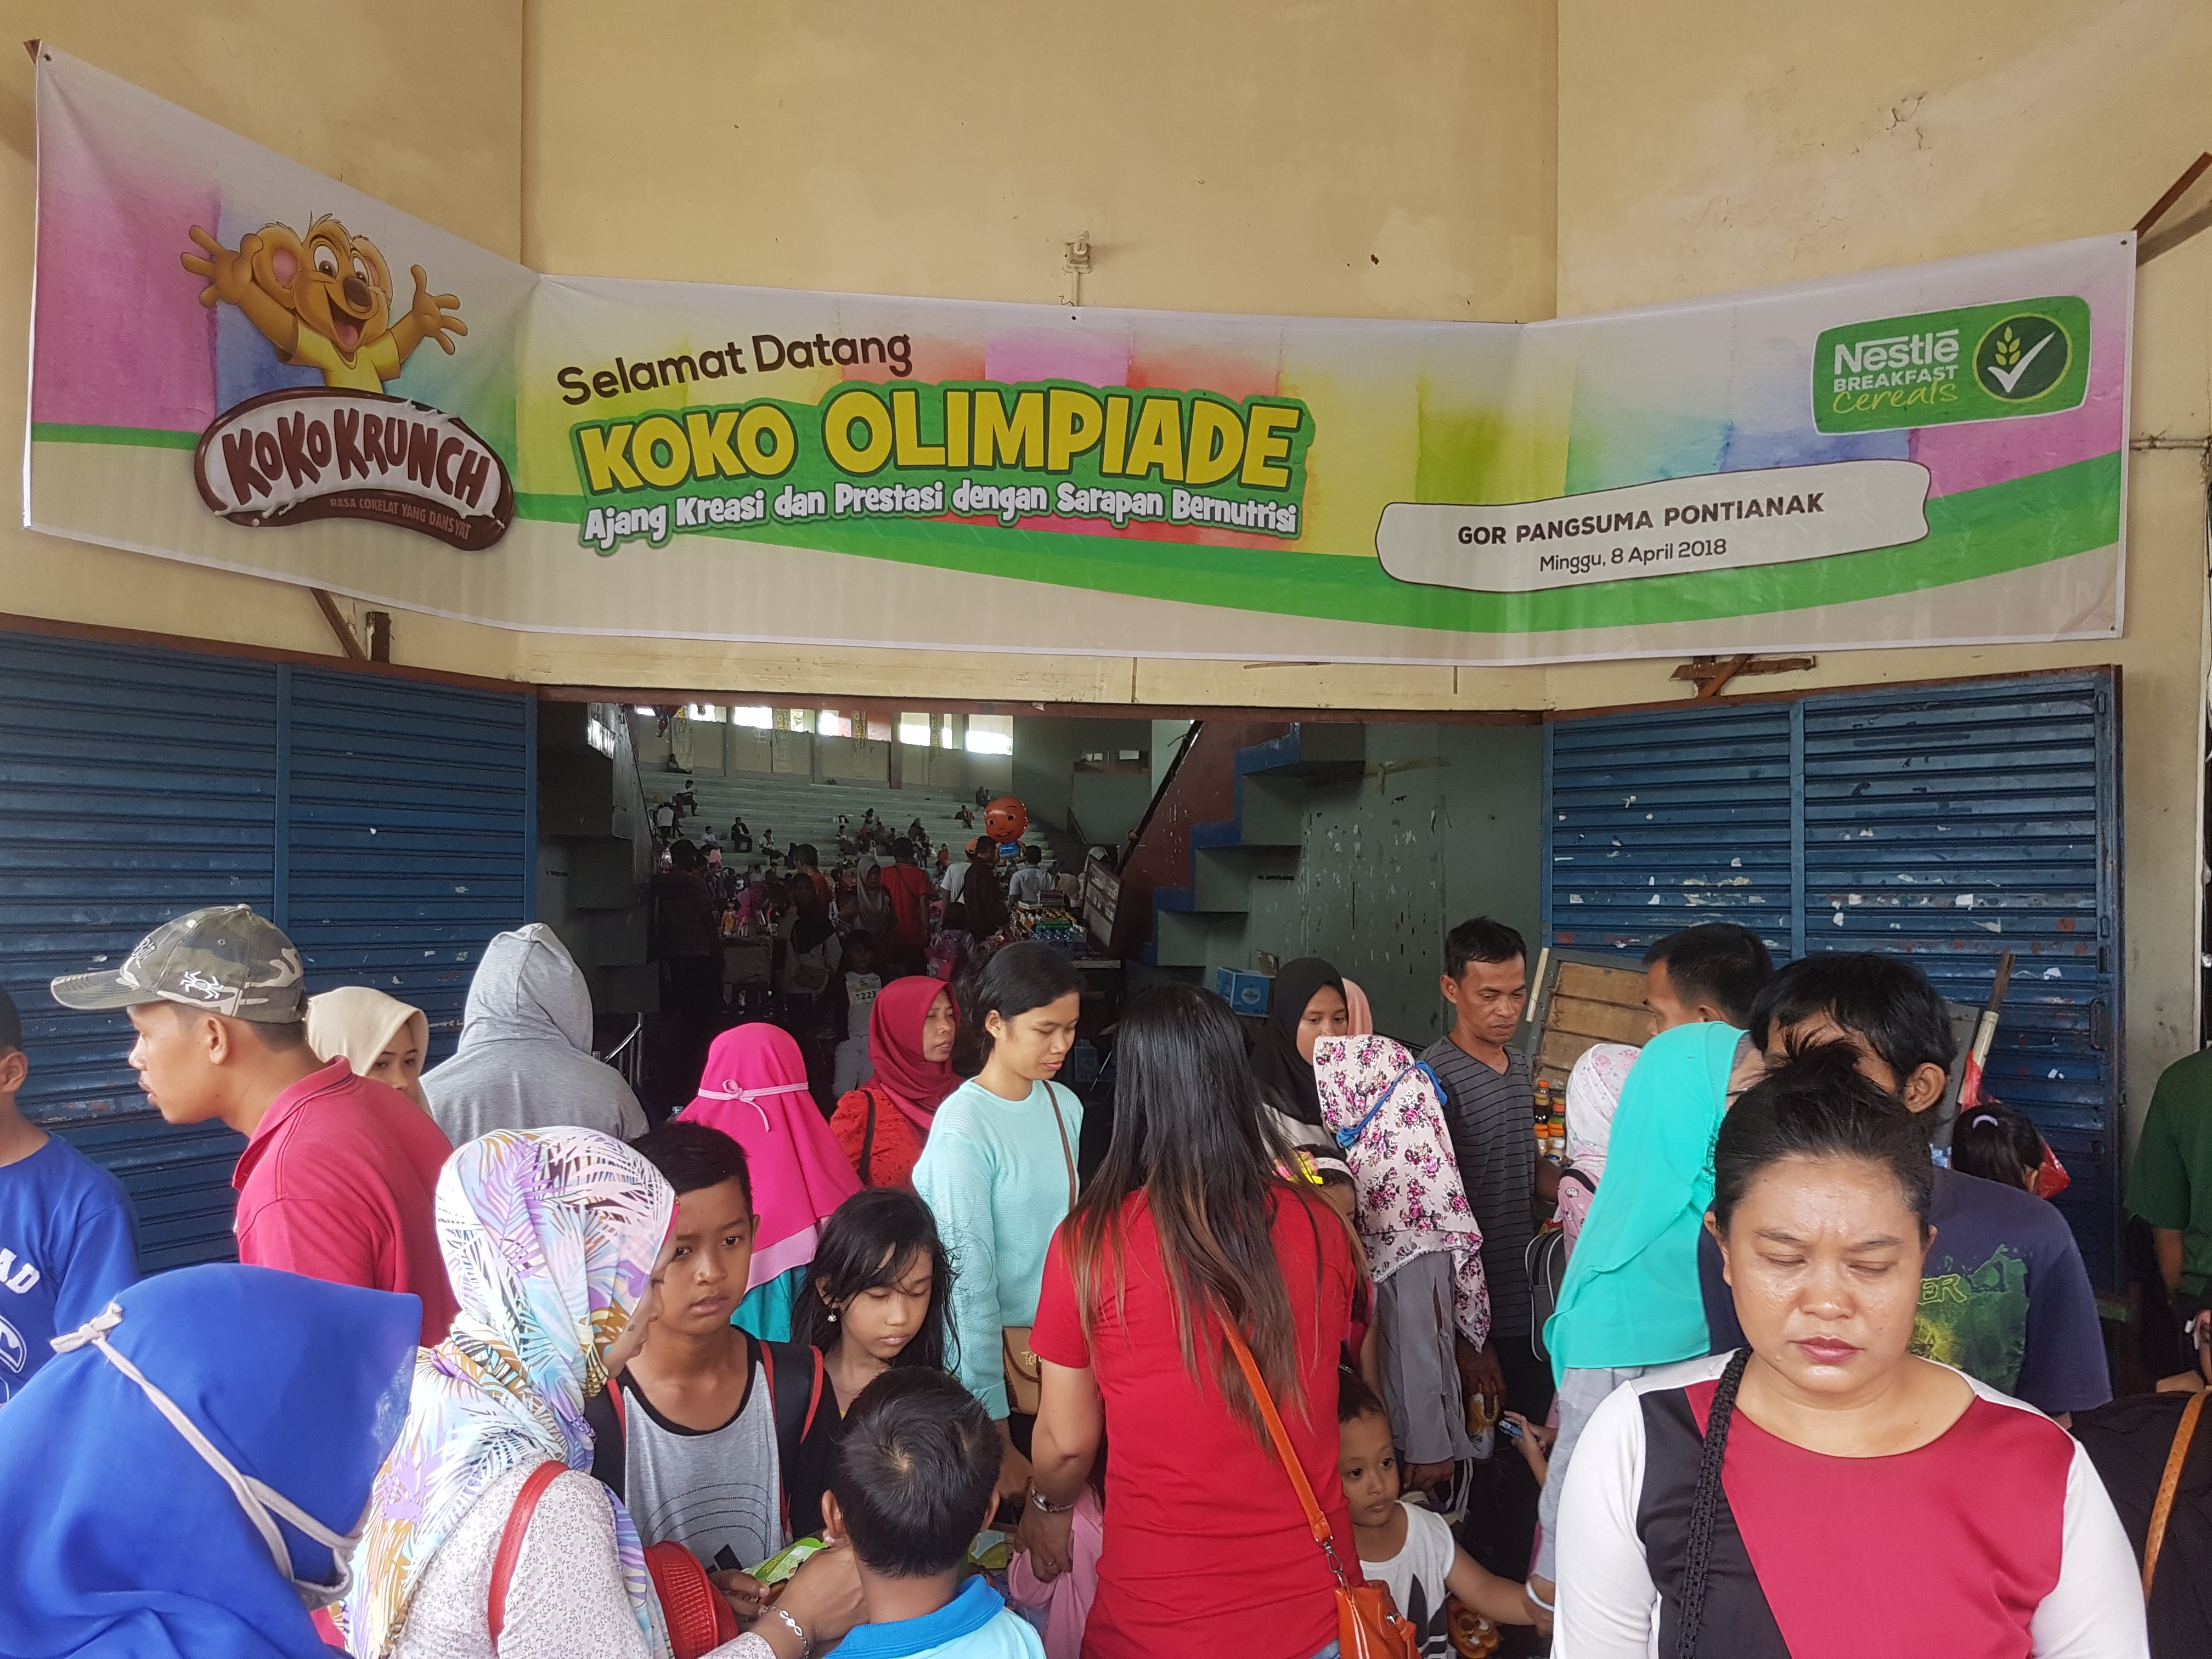 KOKO KRUNCH
RASA COKELAT YANG DAHSYAT
Selamat Datang
KOKO OLIMPIADE
Ajang Kreasi dan Prestasi dengan Sarapan Bernutrisi
Nestlé
BREAKFAST
Cereals
GOR PANGSUMA PONTIANAK
Minggu, 8 April 2018
1223